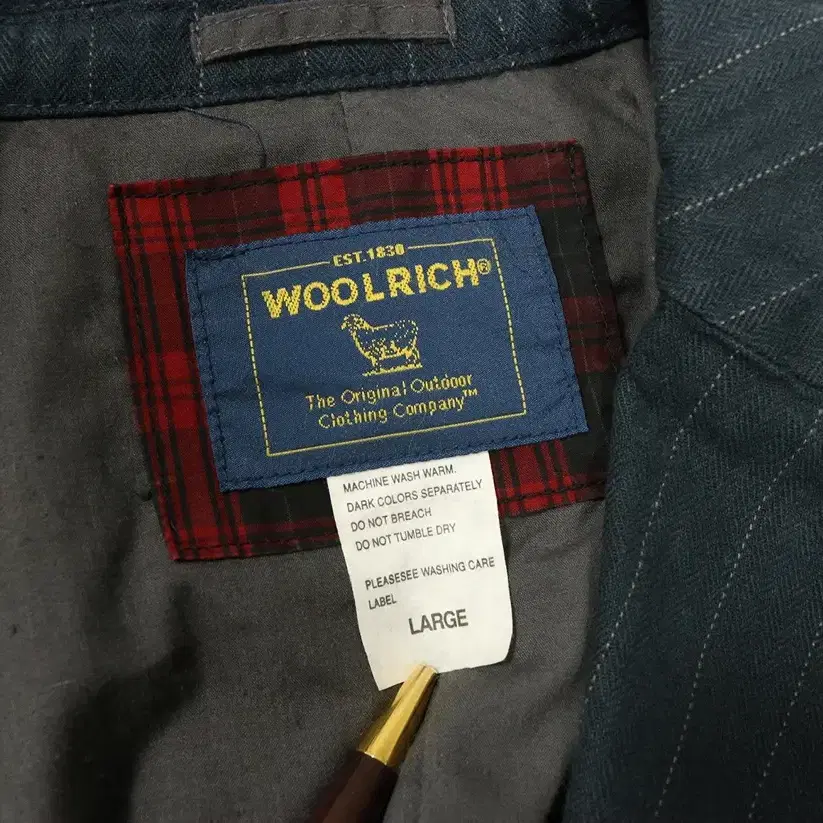 EST.1830
WOOLRICH®
The Original Outdoor
Clothing Company™
MACHINE WASH WARM.
DARK COLORS SEPARATELY
DO NOT BREACH
DO NOT TUMBLE DRY
PLEASESEE WASHING CARE
LABEL
LARGE